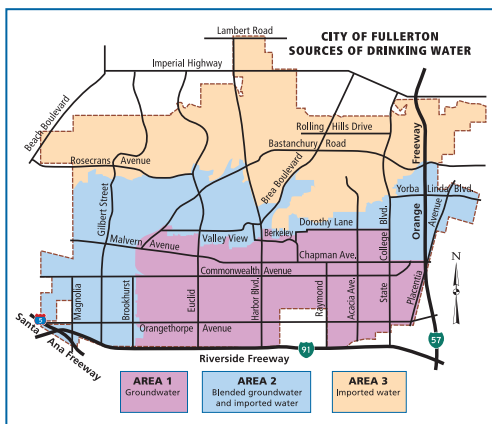 CITY OF FULLERTON
SOURCES OF DRINKING WATER
Lambert Road
Imperial Highway
Beach Boulevard
Rolling Hills Drive
Bastanchury Road
Freeway
Rosecrans Avenue
Brea Boulevard
Gilbert Street
Yorba Linda Blvd.
Dorothy Lane
College Blvd.
Orange
Avenue
Malvern Avenue
Valley View
Berkeley
Chapman Ave.
Commonwealth Avenue
Magnolia
Brookhurst
Euclid
Harbor Blvd.
Raymond
Acacia Ave.
State
Placentia
N
5
Santa Ana Freeway
Orangethorpe Avenue
Riverside Freeway
91
57
AREA 1
Groundwater
AREA 2
Blended groundwater
and imported water
AREA 3
Imported water